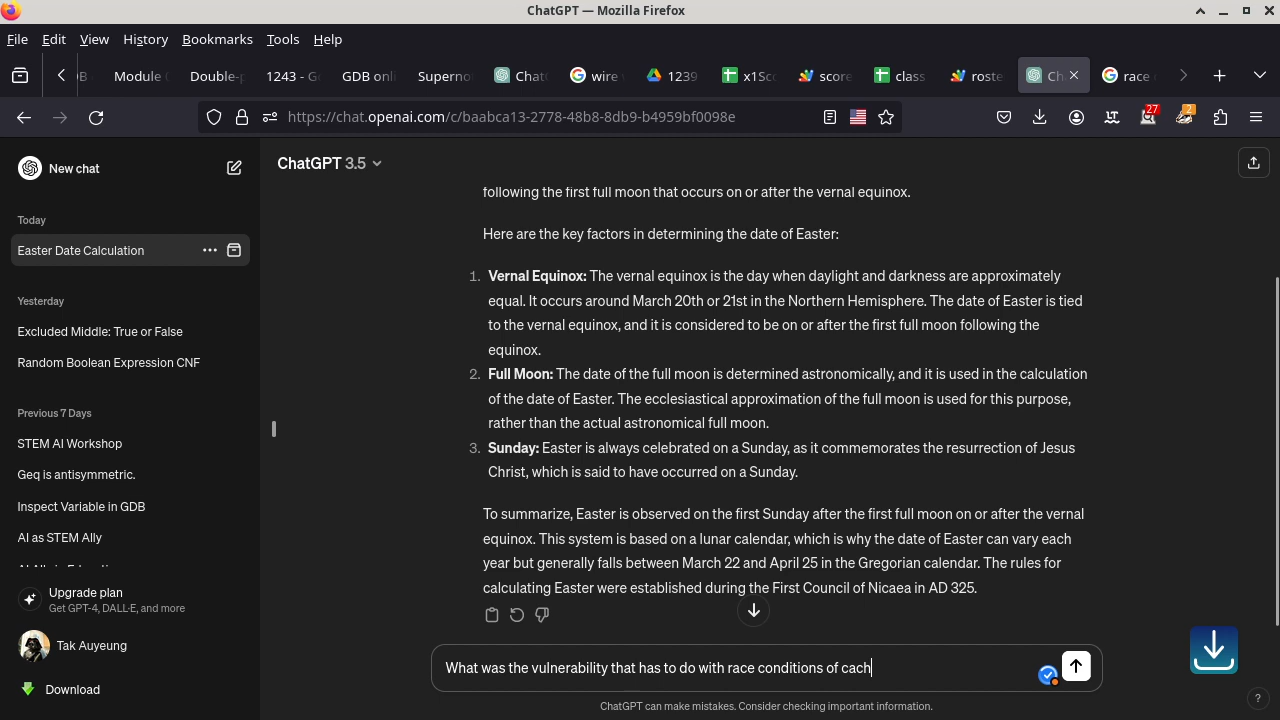 ChatGPT — Mozilla Firefox
File Edit View History Bookmarks Tools Help
Module Double- 1243 - G GDB onl Superno Chat wire 1239 x1Sc score class roste Ch race
https://chat.openai.com/c/baabca13-2778-48b8-8db9-b4959bf0098e
27
2
New chat
Today
Easter Date Calculation
Yesterday
Excluded Middle: True or False
Random Boolean Expression CNF
Previous 7 Days
STEM AI Workshop
Geq is antisymmetric.
Inspect Variable in GDB
AI as STEM Ally
Upgrade plan
Get GPT-4, DALL·E, and more
Tak Auyeung
Download
ChatGPT 3.5
following the first full moon that occurs on or after the vernal equinox.
Here are the key factors in determining the date of Easter:
1. Vernal Equinox: The vernal equinox is the day when daylight and darkness are approximately
equal. It occurs around March 20th or 21st in the Northern Hemisphere. The date of Easter is tied
to the vernal equinox, and it is considered to be on or after the first full moon following the
equinox.
2. Full Moon: The date of the full moon is determined astronomically, and it is used in the calculation
of the date of Easter. The ecclesiastical approximation of the full moon is used for this purpose,
rather than the actual astronomical full moon.
3. Sunday: Easter is always celebrated on a Sunday, as it commemorates the resurrection of Jesus
Christ, which is said to have occurred on a Sunday.
To summarize, Easter is observed on the first Sunday after the first full moon on or after the vernal
equinox. This system is based on a lunar calendar, which is why the date of Easter can vary each
year but generally falls between March 22 and April 25 in the Gregorian calendar. The rules for
calculating Easter were established during the First Council of Nicaea in AD 325.
What was the vulnerability that has to do with race conditions of cach
ChatGPT can make mistakes. Consider checking important information.
?